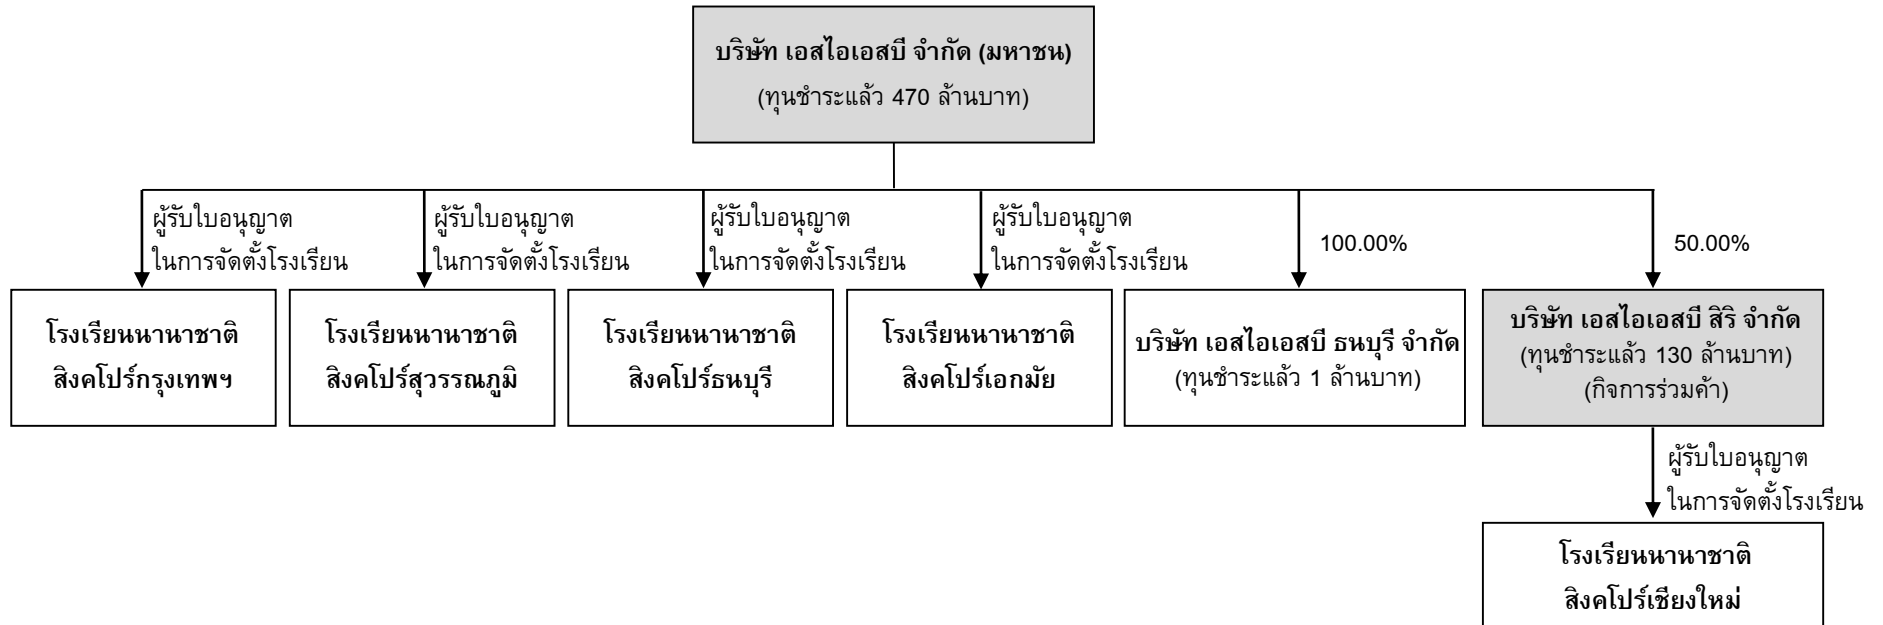 บริษัท เอสไอเอสบี จำกัด (มหาชน)
(ทุนชำระแล้ว 470 ล้านบาท)
ผู้รับใบอนุญาต
ในการจัดตั้งโรงเรียน
ผู้รับใบอนุญาต
ในการจัดตั้งโรงเรียน
ผู้รับใบอนุญาต
ในการจัดตั้งโรงเรียน
ผู้รับใบอนุญาต
ในการจัดตั้งโรงเรียน
100.00%
50.00%
โรงเรียนนานาชาติ
สิงคโปร์กรุงเทพฯ
โรงเรียนนานาชาติ
สิงคโปร์สุวรรณภูมิ
โรงเรียนนานาชาติ
สิงคโปร์ธนบุรี
โรงเรียนนานาชาติ
สิงคโปร์เอกมัย
บริษัท เอสไอเอสบี ธนบุรี จำกัด
(ทุนชำระแล้ว 1 ล้านบาท)
บริษัท เอสไอเอสบี สิริ จำกัด
(ทุนชำระแล้ว 130 ล้านบาท)
(กิจการร่วมค้า)
ผู้รับใบอนุญาต
ในการจัดตั้งโรงเรียน
โรงเรียนนานาชาติ
สิงคโปร์เชียงใหม่